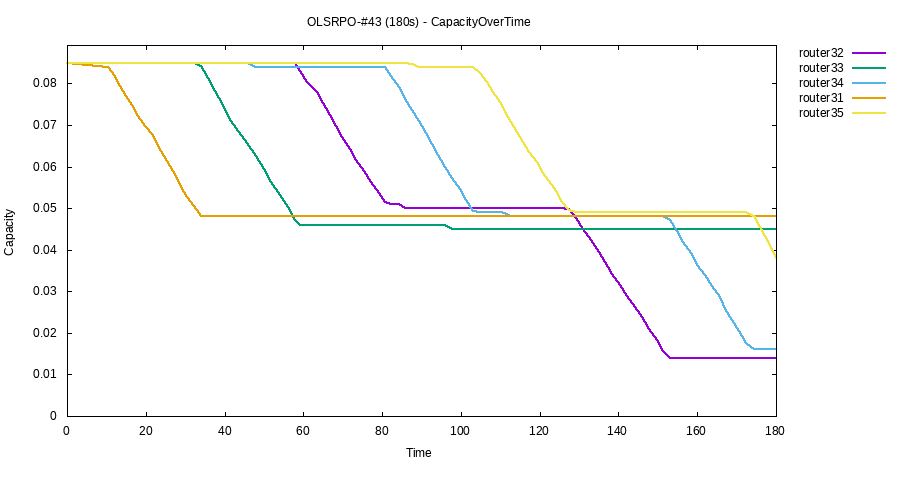 OLSRPO-#43 (180s) - CapacityOverTime
router32
router33
router34
router31
router35
0.08
0.07
0.06
0.05
0.04
0.03
0.02
0.01
0
Capacity
0 20 40 60 80 100 120 140 160 180
Time